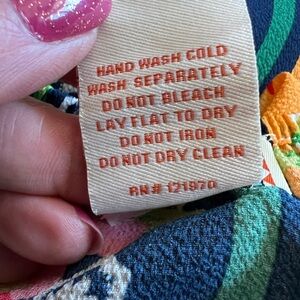 HAND WASH COLD
WASH SEPARATELY
DO NOT BLEACH
LAY FLAT TO DRY
DO NOT IRON
DO NOT DRY CLEAN
RN# 121970